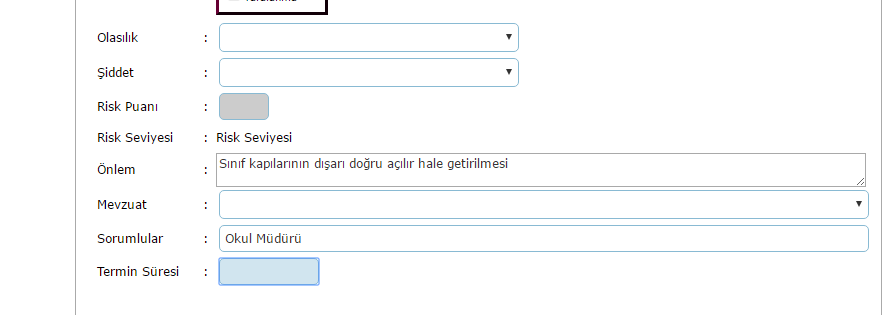 Olasılık :
Şiddet :
Risk Puanı :
Risk Seviyesi : Risk Seviyesi
Önlem : Sınıf kapılarının dışarı doğru açılır hale getirilmesi
Mevzuat :
Sorumlular : Okul Müdürü
Termin Süresi :